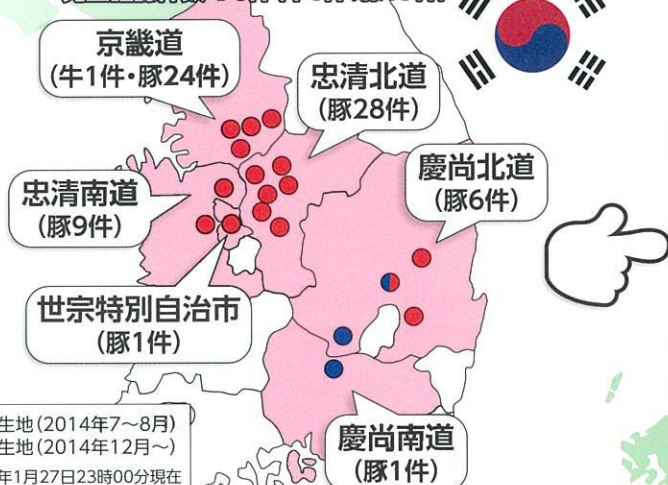 京畿道
(牛1件・豚24件)
忠清北道
(豚28件)
慶尚北道
(豚6件)
忠清南道
(豚9件)
世宗特別自治市
(豚1件)
慶尚南道
(豚1件)
生地(2014年7～8月)
生地(2014年12月～)
年1月27日23時00分現在